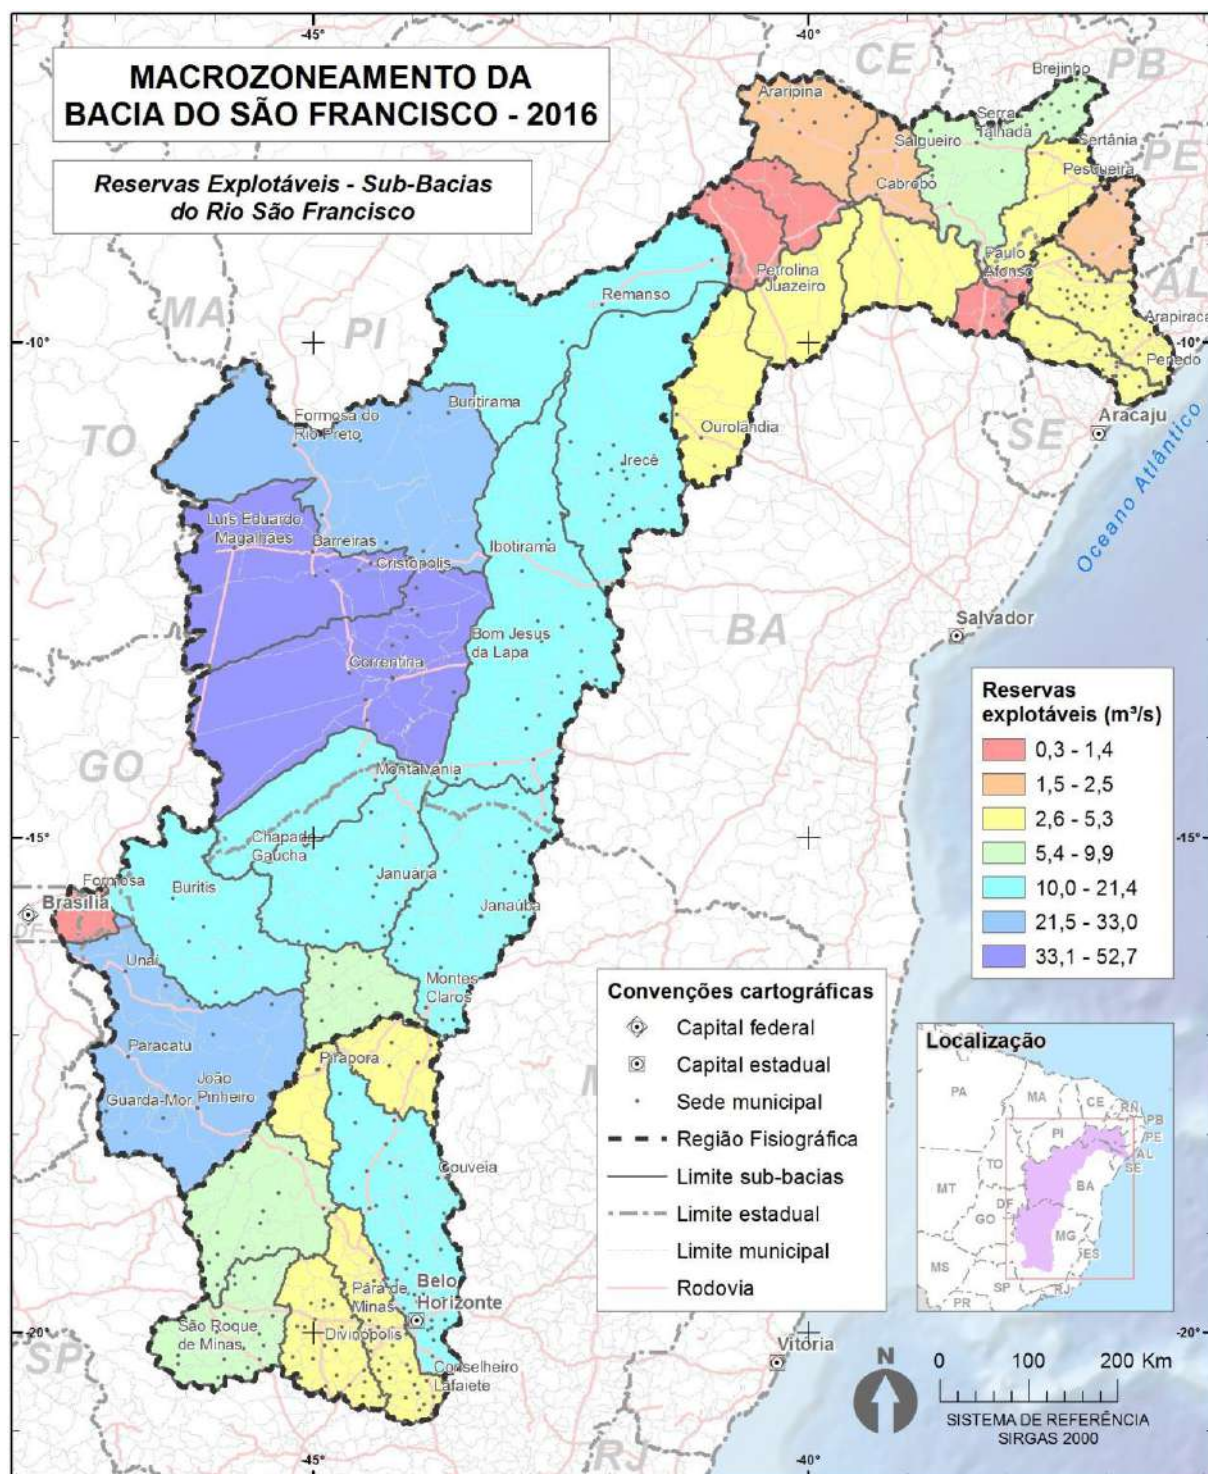 -45°
-40°
MACROZONEAMENTO DA
BACIA DO SÃO FRANCISCO - 2016
Reservas Explotáveis - Sub-Bacias
do Rio São Francisco
CE
PB
Brejinho
Araripina
Serra
Talhada
Salgueiro
Sertânia
PE
Pesqueira
Cabrobó
MA
PI
Paulo
Afonso
Petrolina
Juazeiro
Remanso
AL
Arapiraca
-10°
-10°
Penedo
Buritirama
Formosa do
Rio Preto
Aracaju
TO
Ourolândia
SE
Irecê
Oceano Atlântico
Luís Eduardo
Magalhães
Barreiras
Cristópolis
Ibotirama
Salvador
BA
Bom Jesus
da Lapa
Correntina
Reservas
explotáveis (m³/s)
0,3 - 1,4
1,5 - 2,5
2,6 - 5,3
5,4 - 9,9
10,0 - 21,4
21,5 - 33,0
33,1 - 52,7
GO
Montalvânia
-15°
-15°
Chapada
Gaúcha
Formosa
Buritis
Januária
Brasília
Janaúba
DF
Unaí
Montes
Claros
Convenções cartográficas
Capital federal
Capital estadual
Sede municipal
Região Fisiográfica
Limite sub-bacias
Limite estadual
Limite municipal
Rodovia
Localização
PA
MA
CE
RN
PB
PI
PE
AL
SE
TO
MT
BA
DF
GO
MG
ES
MS
SP
RJ
PR
Paracatu
Pirapora
João
Pinheiro
Guarda-Mor
Gouveia
Pará de
Minas
Belo
Horizonte
São Roque
de Minas
Divinópolis
-20°
-20°
Conselheiro
Lafaiete
SP
Vitória
N
0 100 200 Km
SISTEMA DE REFERÊNCIA
SIRGAS 2000
RJ
-45°
-40°